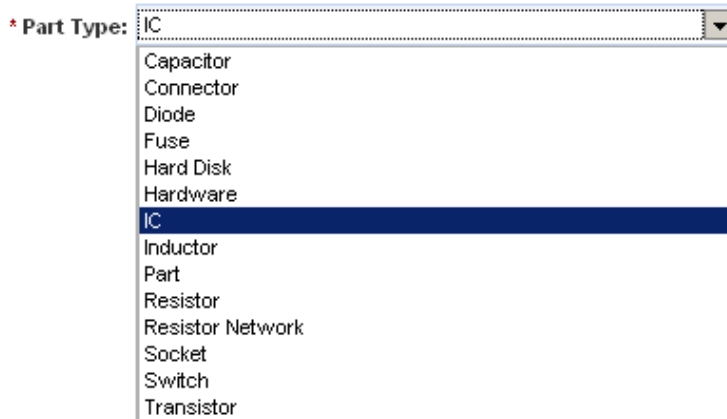 * Part Type: IC
Capacitor
Connector
Diode
Fuse
Hard Disk
Hardware
IC
Inductor
Part
Resistor
Resistor Network
Socket
Switch
Transistor